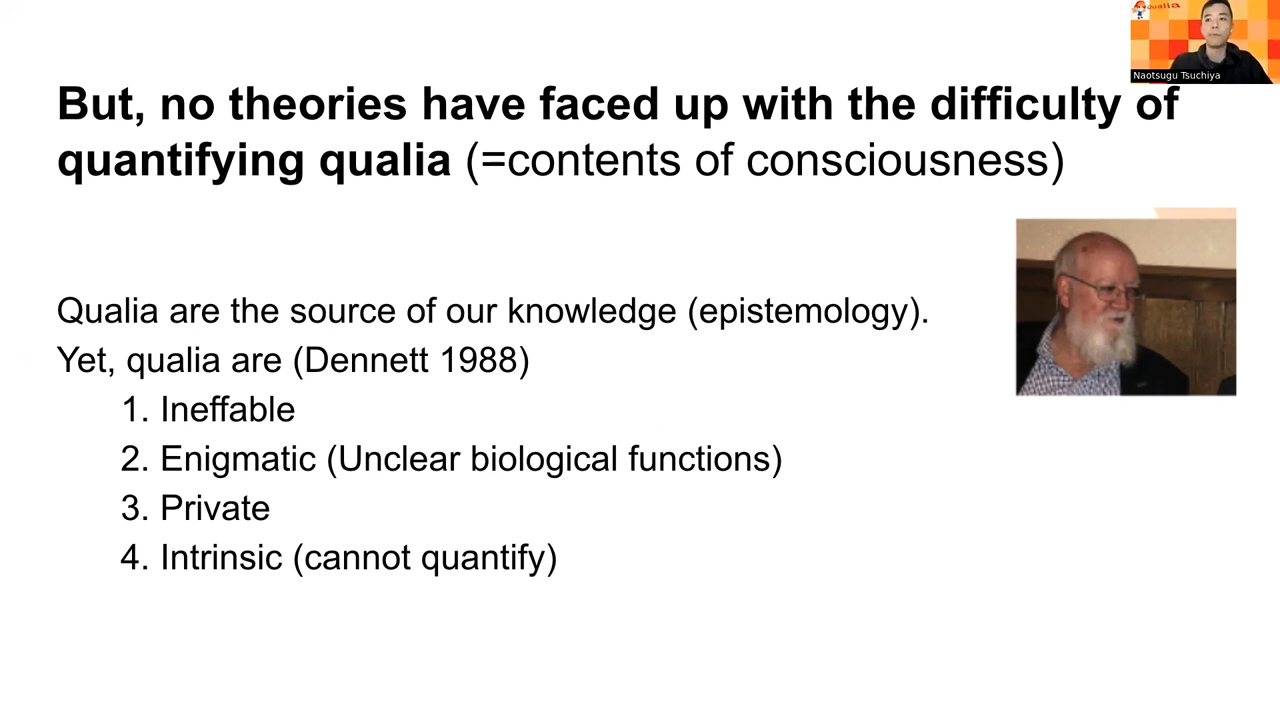 Qualia
Naotsugu Tsuchiya
But, no theories have faced up with the difficulty of
quantifying qualia (=contents of consciousness)
Qualia are the source of our knowledge (epistemology).
Yet, qualia are (Dennett 1988)
1. Ineffable
2. Enigmatic (Unclear biological functions)
3. Private
4. Intrinsic (cannot quantify)